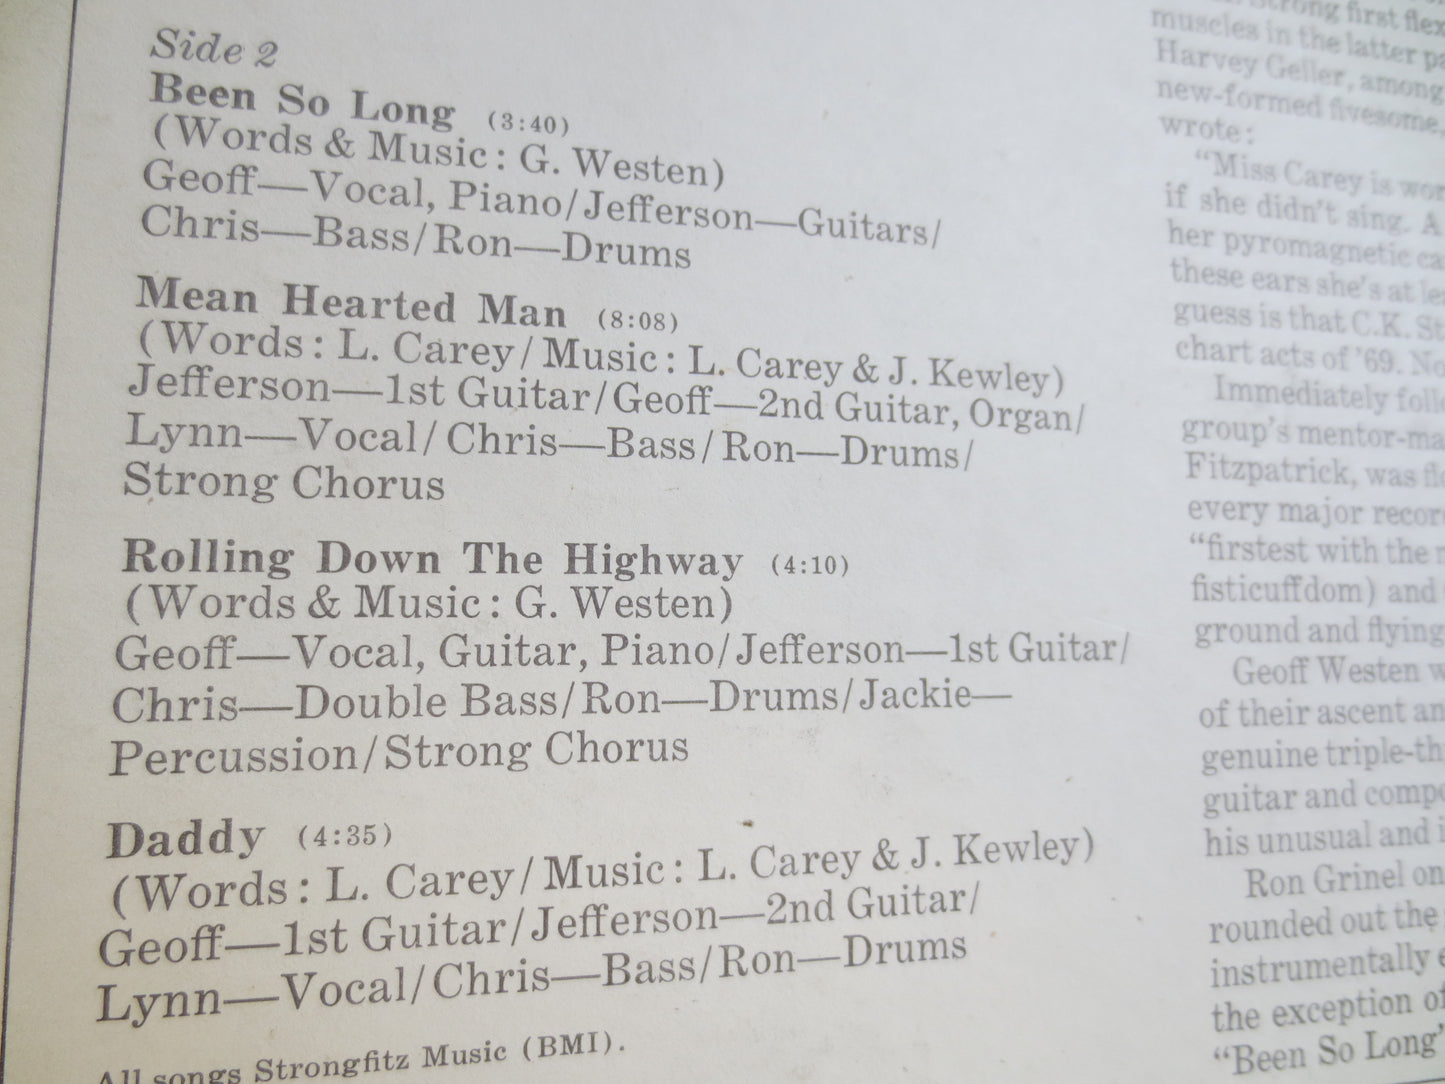 Side 2
Been So Long (3:40)
(Words & Music: G. Westen)
Geoff—Vocal, Piano/Jefferson—Guitars/
Chris—Bass/Ron—Drums
Mean Hearted Man (8:08)
(Words: L. Carey/Music: L. Carey & J. Kewley)
Jefferson—1st Guitar/Geoff—2nd Guitar, Organ/
Lynn—Vocal/Chris—Bass/Ron—Drums/
Strong Chorus
Rolling Down The Highway (4:10)
(Words & Music: G. Westen)
Geoff—Vocal, Guitar, Piano/Jefferson—1st Guitar/
Chris—Double Bass/Ron—Drums/Jackie—
Percussion/Strong Chorus
Daddy (4:35)
(Words: L. Carey/Music: L. Carey & J. Kewley)
Geoff—1st Guitar/Jefferson—2nd Guitar/
Lynn—Vocal/Chris—Bass/Ron—Drums
All songs Strongfitz Music (BMI).
Strong first flex
muscles in the latter
Harvey Geller, among
new-formed fivesome,
wrote:
"Miss Carey is
if she didn't sing. A
her pyromagnetic
these ears she's at
guess is that C.K.
chart acts of '69.
Immediately
group's
Fitzpatrick, was
every major
"firstest with the
fisticuffdom) and
ground and flying
Geoff Westen
of their ascent
genuine
guitar and
his unusual and
Ron Grinel on
rounded out the
instrumentally
the exception
"Been So Long"